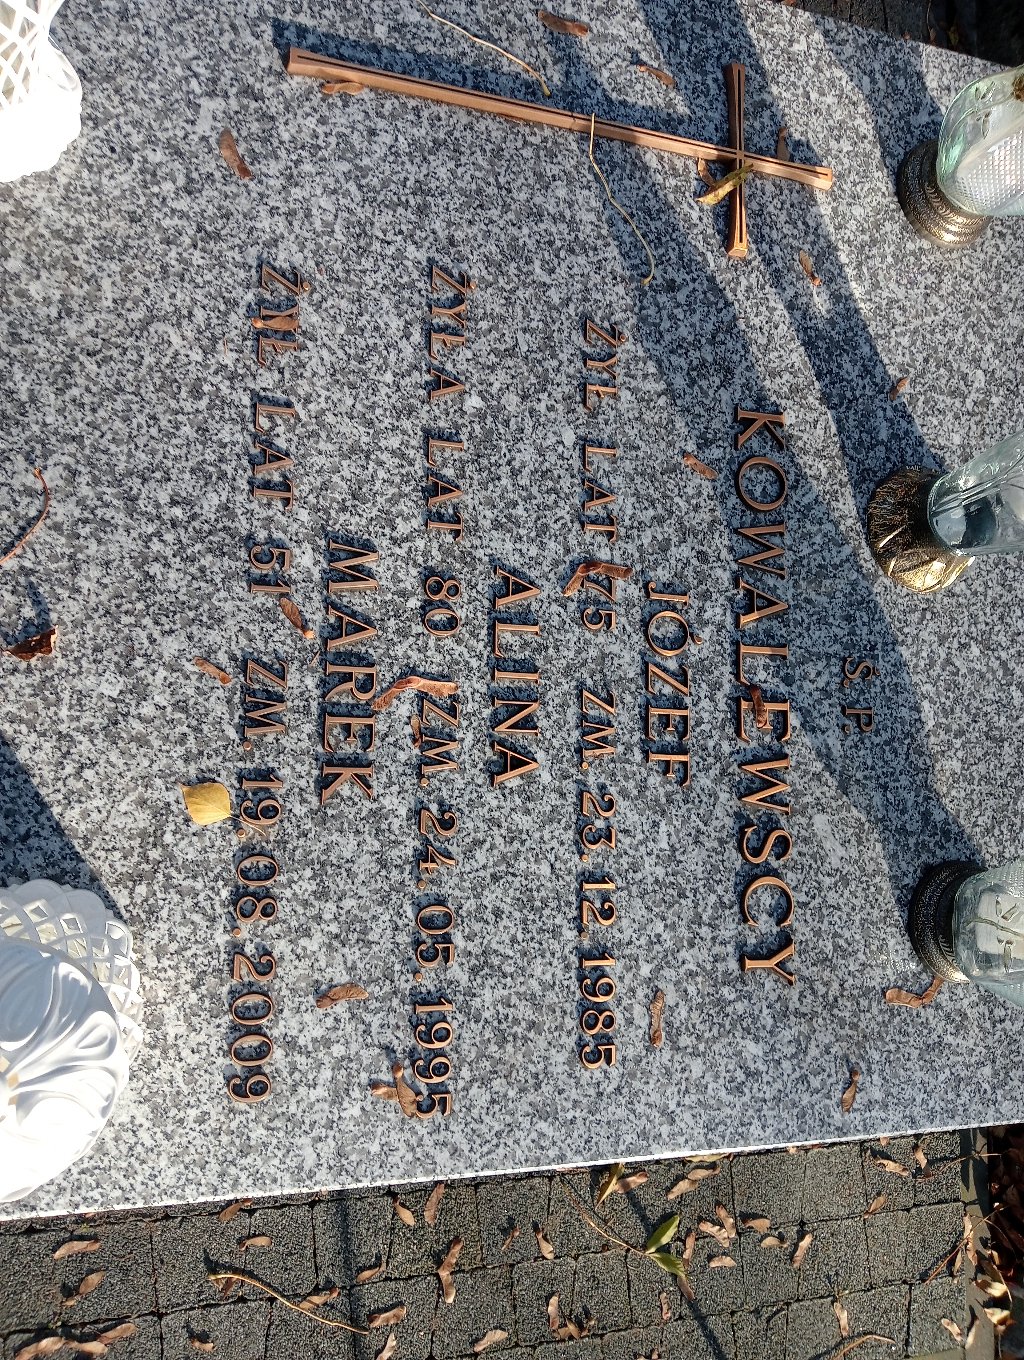 Ś. P.
KOWALEWSCY
JÓZEF
ŻYŁ LAT 75 ZM. 23. 12. 1985
ALINA
ŻYŁA LAT 80 ZM. 24. 05. 1995
MAREK
ŻYŁ LAT 51 ZM. 19. 08. 2009